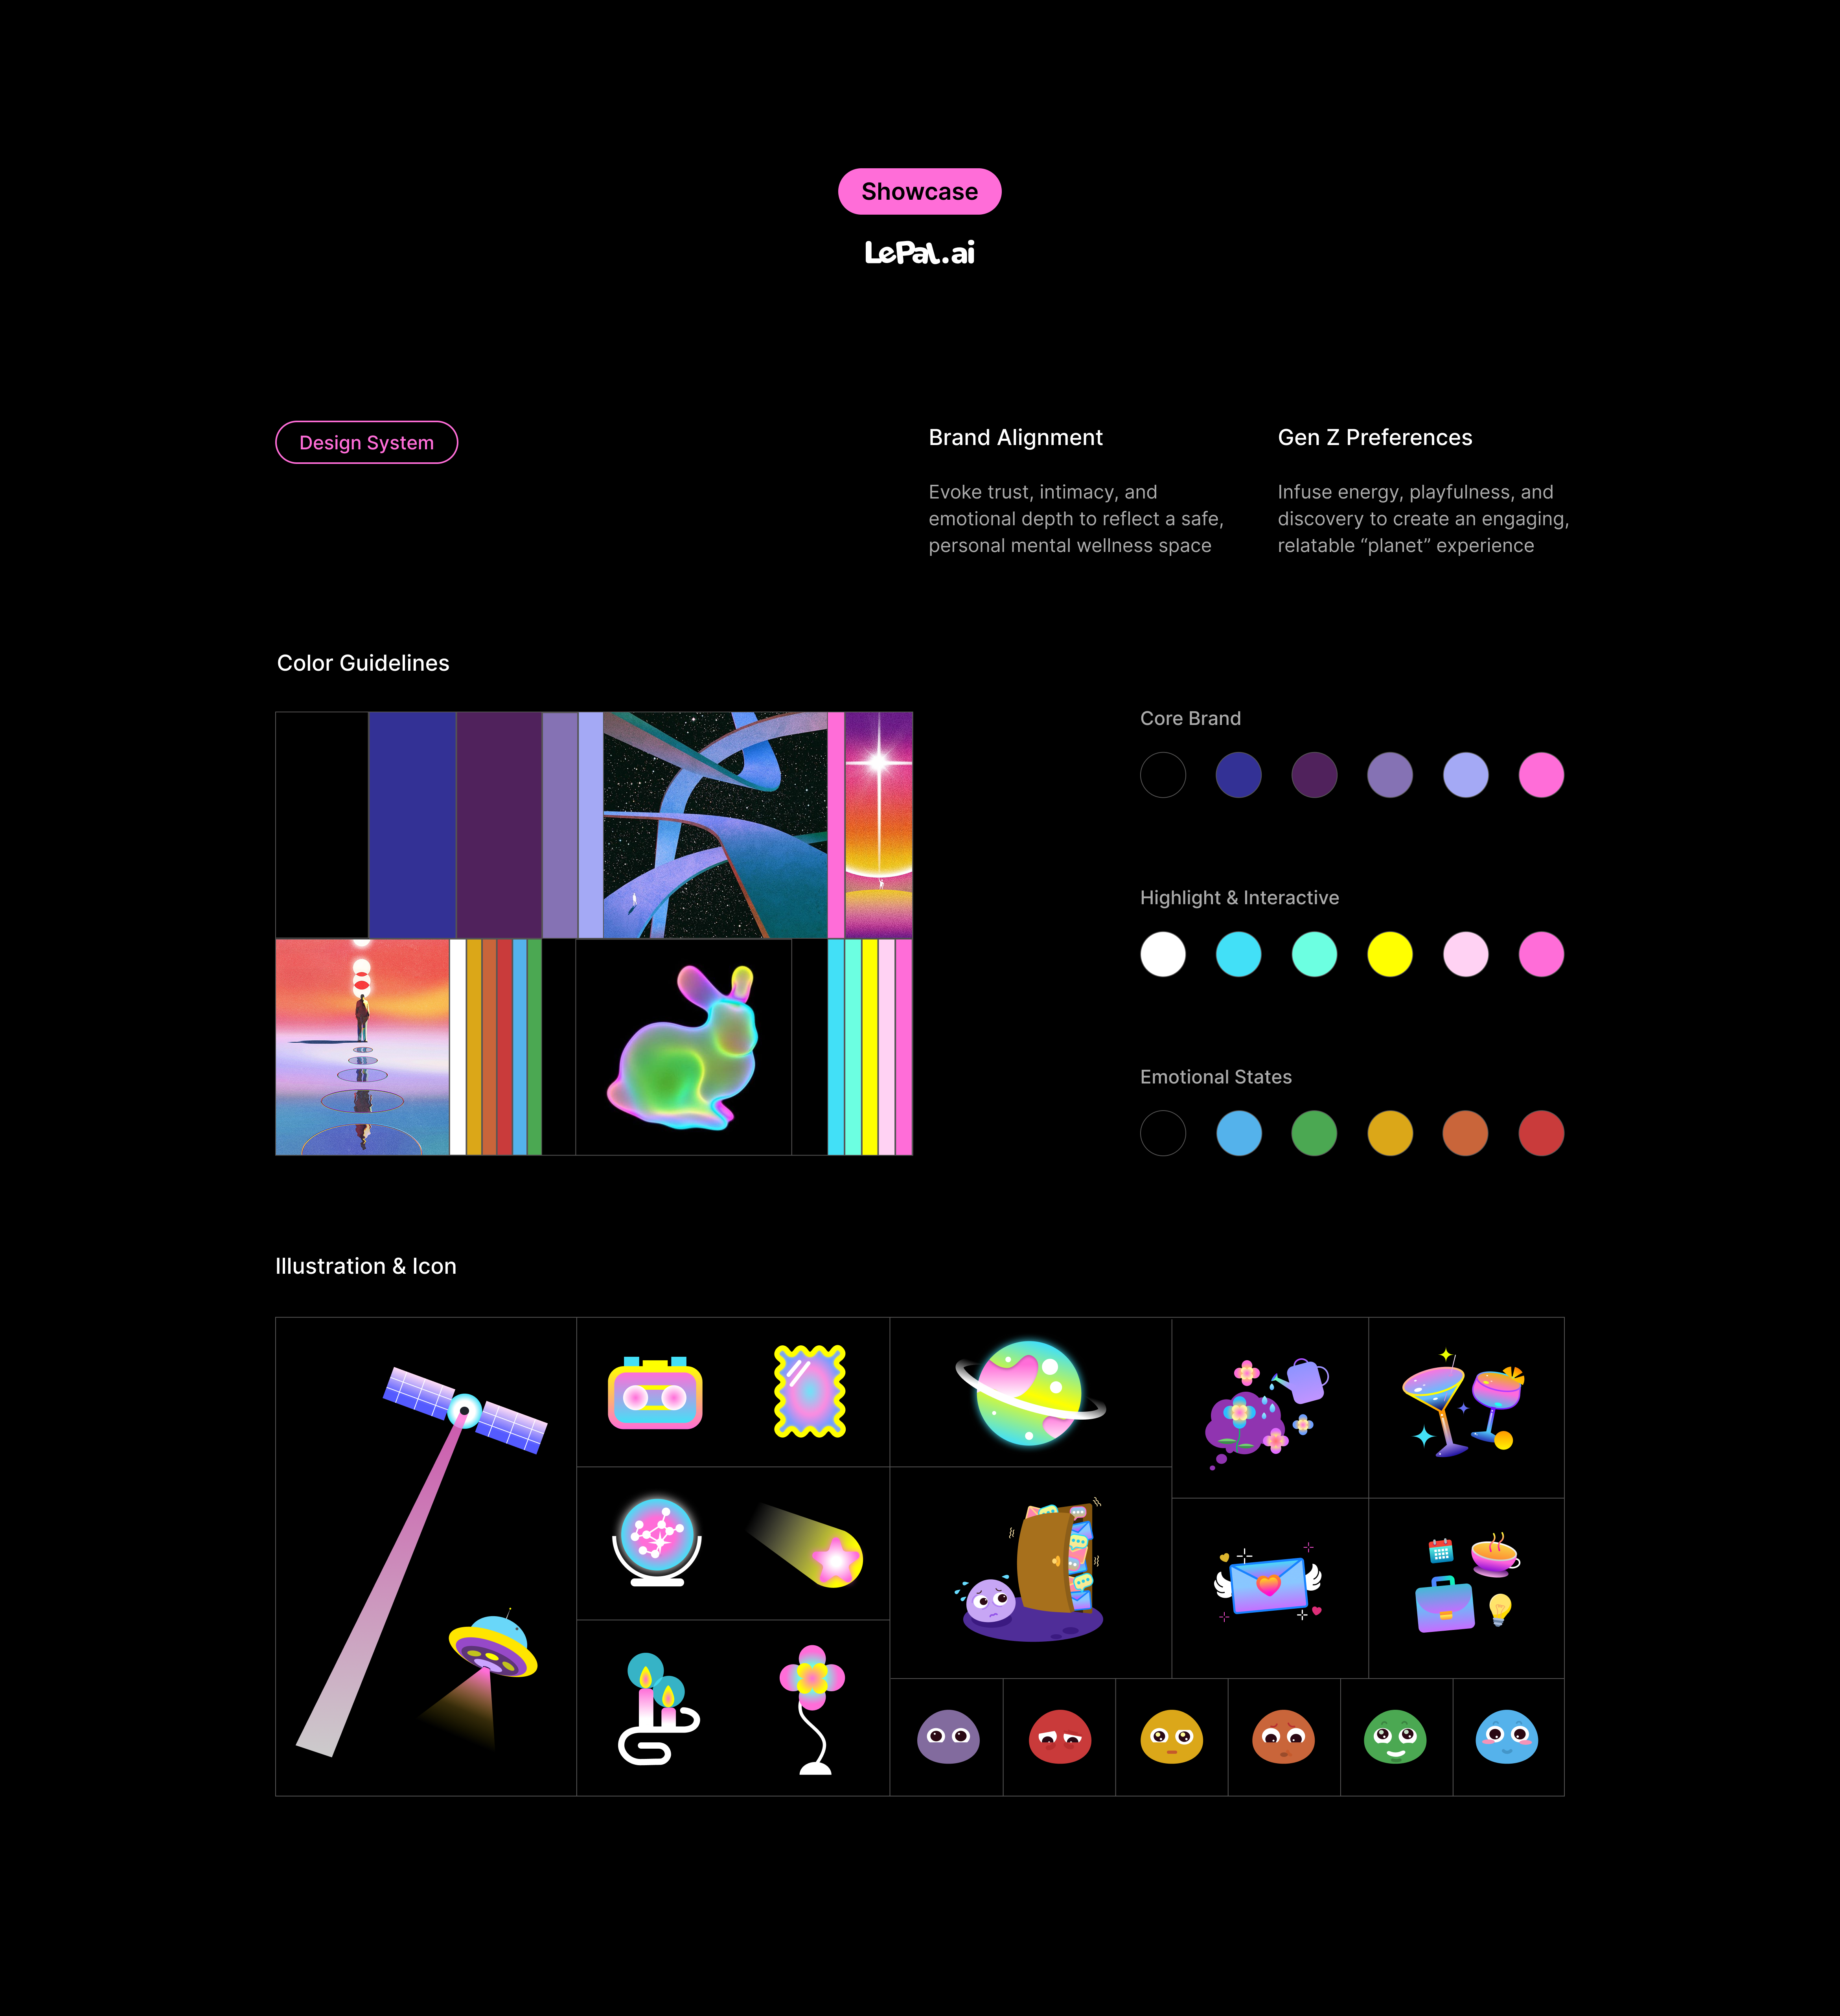 Showcase
LePal.ai
Design System
Brand Alignment
Evoke trust, intimacy, and
emotional depth to reflect a safe,
personal mental wellness space
Gen Z Preferences
Infuse energy, playfulness, and
discovery to create an engaging,
relatable “planet” experience
Color Guidelines
Core Brand
Highlight & Interactive
Emotional States
Illustration & Icon